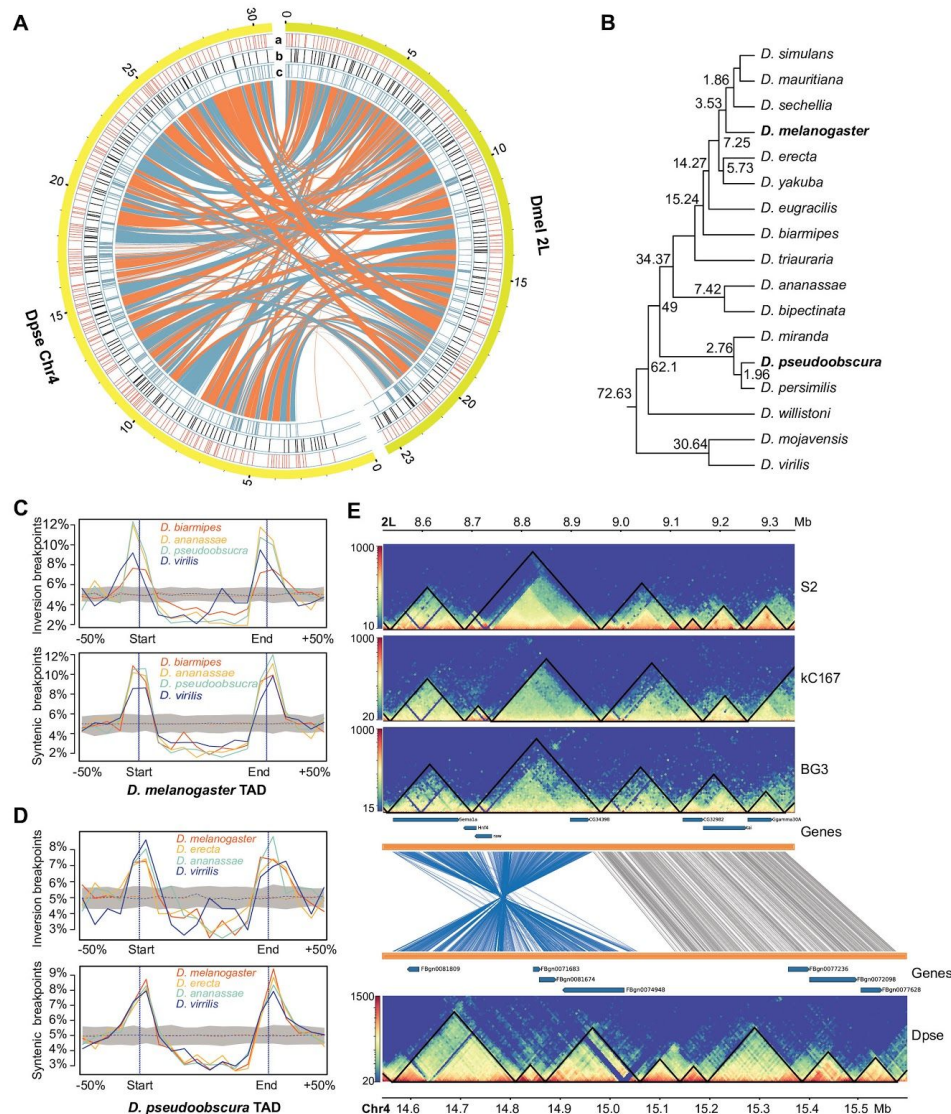 A
30
0
a
b
c
25
5
20
10
Dmel 2L
15
15
Dpse Chr4
10
20
5
0
23
B
D. simulans
1.86
D. mauritiana
3.53
D. sechellia
D. melanogaster
7.25
14.27
D. erecta
5.73
D. yakuba
15.24
D. eugracilis
D. biarmipes
34.37
D. triauraria
7.42
D. ananassae
49
D. bipectinata
D. miranda
2.76
D. pseudoobscura
62.1
1.96
D. persimilis
72.63
D. willistoni
30.64
D. mojavensis
D. virilis
C
Inversion breakpoints
12%
10%
8%
6%
4%
2%
D. biarmipes
D. ananassae
D. pseudoobsucra
D. virilis
-50%
Start
End
+50%
Syntenic breakpoints
12%
10%
8%
6%
4%
2%
D. biarmipes
D. ananassae
D. pseudoobscura
D. virilis
-50%
Start
End
+50%
D. melanogaster TAD
D
Inversion breakpoints
8%
7%
6%
5%
4%
3%
D. melanogaster
D. erecta
D. ananassae
D. virrilis
-50%
Start
End
+50%
Syntenic breakpoints
9%
8%
7%
6%
5%
4%
3%
D. melanogaster
D. erecta
D. ananassae
D. virrilis
-50%
Start
End
+50%
D. pseudoobscura TAD
E
2L 8.6 8.7 8.8 8.9 9.0 9.1 9.2 9.3 Mb
1000
S2
10
1000
kC167
20
1000
BG3
15
Sema1a CG34398 CG32982 Ggamma30A
Hnf4 Kai
Genes
Genes
FBgn0081809 FBgn0071683 FBgn0077236
FBgn0081674 FBgn0072098
FBgn0074948 FBgn0077628
1500
Dpse
20
Chr4 14.6 14.7 14.8 14.9 15.0 15.1 15.2 15.3 15.4 15.5 Mb